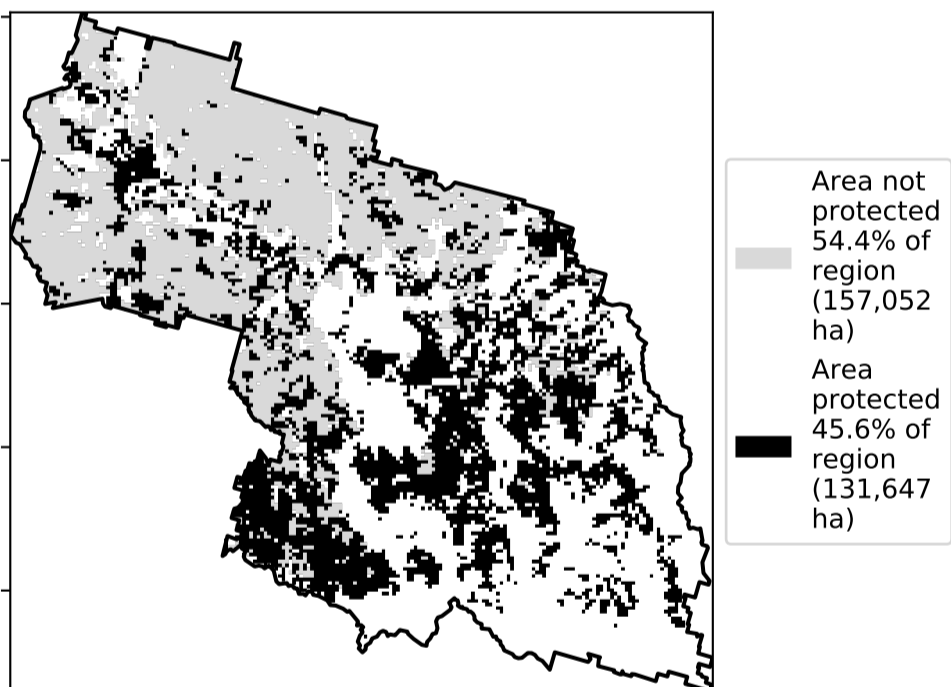 Area not
protected
54.4% of
region
(157,052
ha)
Area
protected
45.6% of
region
(131,647
ha)